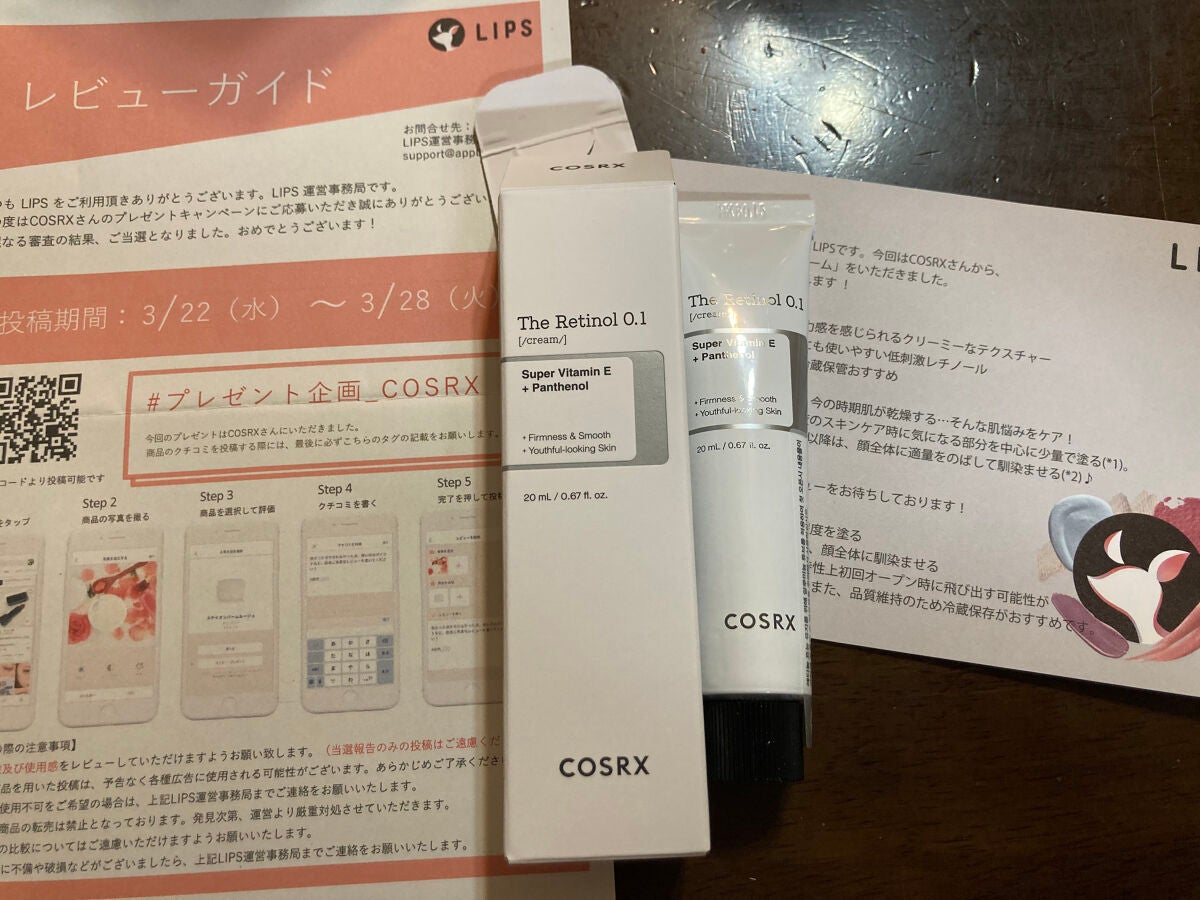 LIPS
レビューガイド
お問合せ先：
LIPS運営事務
support@app
も LIPS をご利用頂きありがとうございます。LIPS 運営事務局です。
度はCOSRXさんのプレゼントキャンペーンにご応募いただき誠にありがとうござい
なる審査の結果、ご当選となりました。おめでとうございます！
投稿期間：3/22（水）～3/28（火）
#プレゼント企画_COSRX
今回のプレゼントはCOSRXさんにいただきました。
商品のクチコミを投稿する際には、最後に必ずこちらのタグの記載をお願いします。
コードより投稿可能です
をタップ
Step 2
商品の写真を撮る
Step 3
商品を選択して評価
Step 4
クチコミを書く
Step 5
完了を押して投稿
の際の注意事項】
及び使用感をレビューしていただけますようお願い致します。（当選報告のみの投稿はご遠慮くだ
品を用いた投稿は、予告なく各種広告に使用される可能性がございます。あらかじめご了承ください
使用不可をご希望の場合は、上記LIPS運営事務局までご連絡をお願いいたします。
商品の転売は禁止となっております。発見次第、運営より厳重対処させていただきます。
の比較についてはご遠慮いただけますようお願いいたします。
に不備や破損などがございましたら、上記LIPS運営事務局までご連絡をお願いいたします。
COSRX
The Retinol 0.1
[/cream/]
Super Vitamin E
+ Panthenol
+ Firmness & Smooth
+ Youthful-looking Skin
20 mL / 0.67 fl. oz.
COSRX
The Retinol 0.1
[/cream/]
Super Vitamin E
+ Panthenol
+ Firmness & Smooth
+ Youthful-looking Skin
20 mL / 0.67 fl. oz.
COSRX
LI
LIPSです。今回はCOSRXさんから、
ーム」をいただきました。
ます！
力感を感じられるクリーミーなテクスチャー
にも使いやすい低刺激レチノール
冷蔵保管おすすめ
今の時期肌が乾燥する…そんな肌悩みをケア！
のスキンケア時に気になる部分を中心に少量で塗る(*1)。
以降は、顔全体に適量をのばして馴染ませる(*2)♪
ューをお待ちしております！
度を塗る
、顔全体に馴染ませる
性上初回オープン時に飛び出す可能性が
また、品質維持のため冷蔵保存がおすすめです。